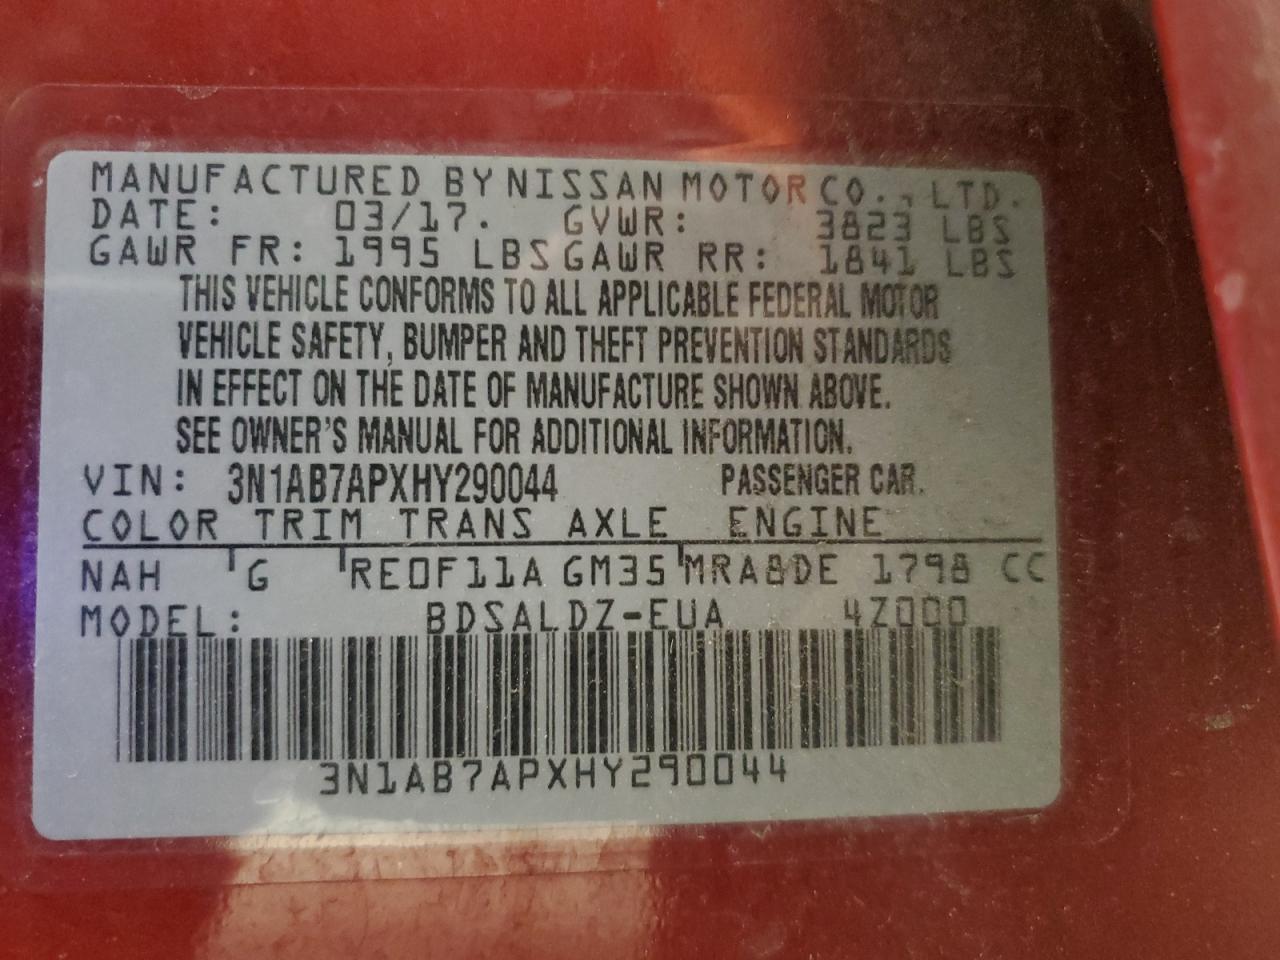 MANUFACTURED BY NISSAN MOTOR CO., LTD.
DATE: 03/17. GVWR: 3823 LBS
GAWR FR: 1995 LBS GAWR RR: 1841 LBS
THIS VEHICLE CONFORMS TO ALL APPLICABLE FEDERAL MOTOR
VEHICLE SAFETY, BUMPER AND THEFT PREVENTION STANDARDS
IN EFFECT ON THE DATE OF MANUFACTURE SHOWN ABOVE.
SEE OWNER'S MANUAL FOR ADDITIONAL INFORMATION.
VIN: 3N1AB7APXHY290044 PASSENGER CAR.
COLOR TRIM TRANS AXLE ENGINE
NAH G RE0F11A GM35 MRA8DE 1798 CC
MODEL: BDSALDZ-EUA 4Z000
3N1AB7APXHY290044